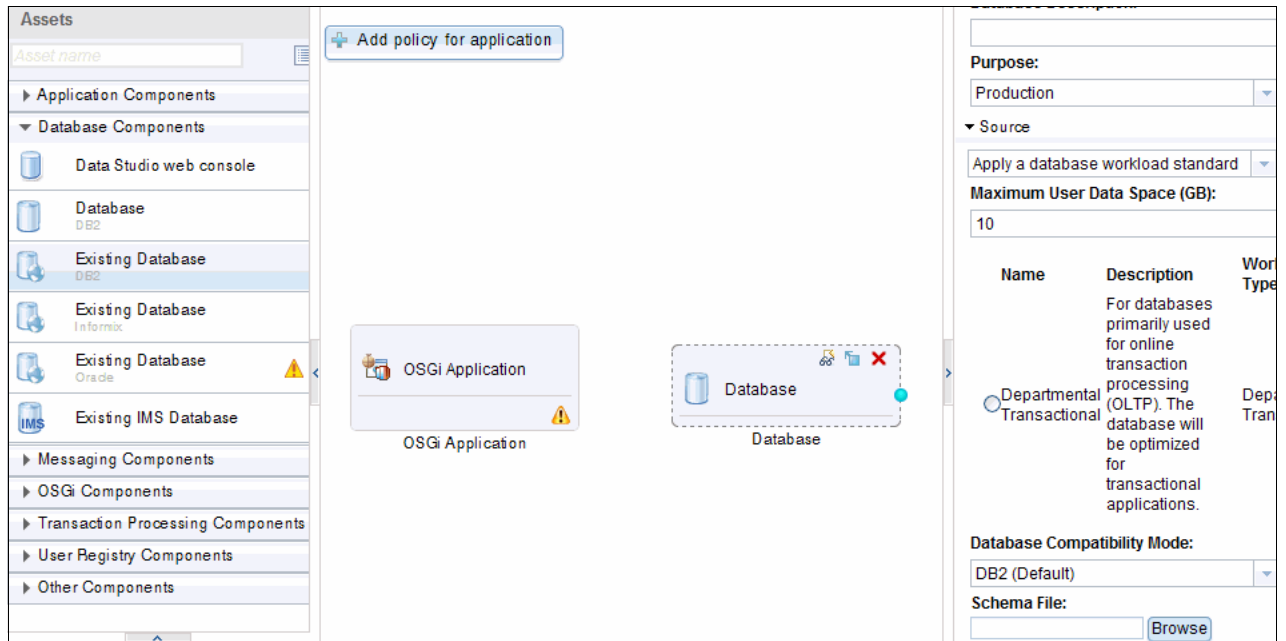 Assets
Asset name
Application Components
Database Components
Data Studio web console
Database
DB2
Existing Database
DB2
Existing Database
Informix
Existing Database
Oracle
IMS
Existing IMS Database
Messaging Components
OSGi Components
Transaction Processing Components
User Registry Components
Other Components
Add policy for application
OSGi Application
OSGi Application
Database
Database
Purpose:
Production
Source
Apply a database workload standard
Maximum User Data Space (GB):
10
Name
Description
Type
Departmental
Transactional
For databases
primarily used
for online
transaction
processing
(OLTP). The
database will
be optimized
for
transactional
applications.
Database Compatibility Mode:
DB2 (Default)
Schema File:
Browse